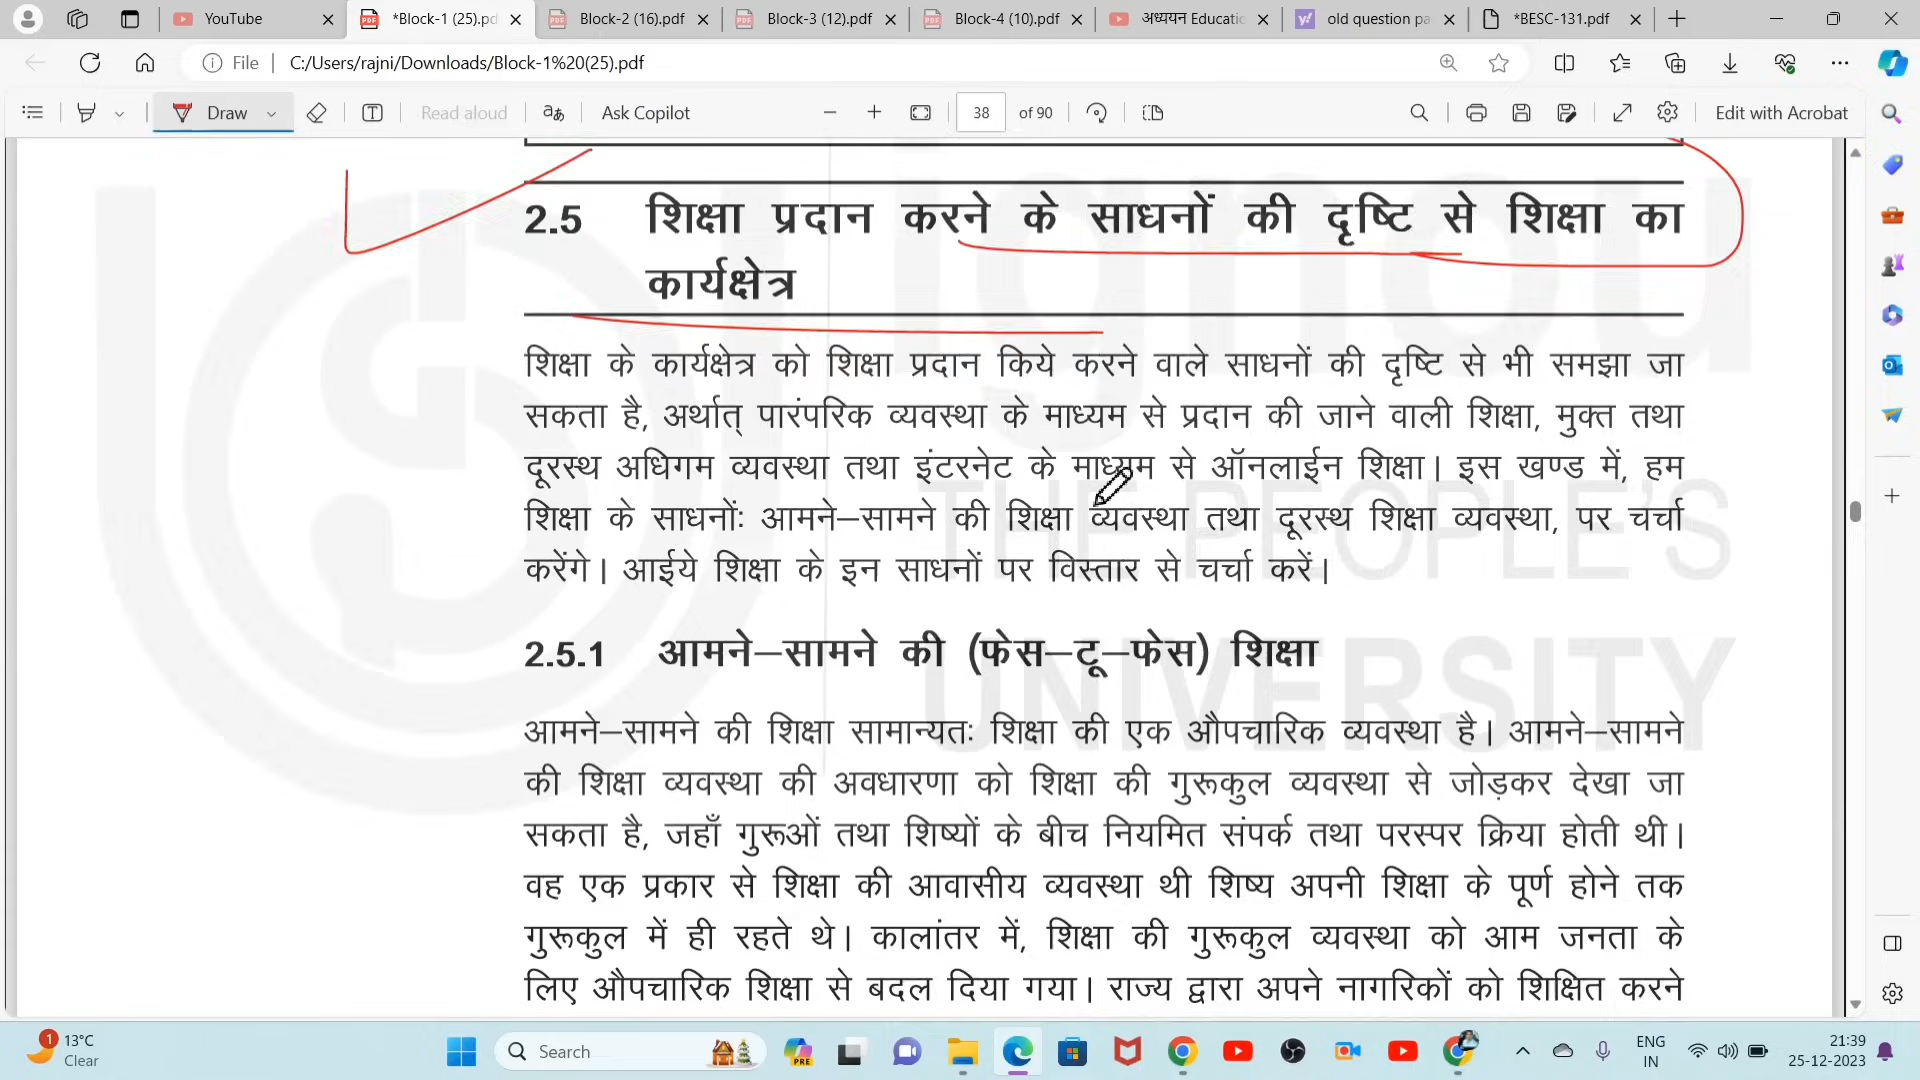 YouTube
*Block-1 (25).pd
Block-2 (16).pdf
Block-3 (12).pdf
Block-4 (10).pdf
अध्ययन Educatio
old question pa
*BESC-131.pdf
File
C:/Users/rajni/Downloads/Block-1%20(25).pdf
Draw
Read aloud
Ask Copilot
38 of 90
Edit with Acrobat
2.5 शिक्षा प्रदान करने के साधनों की दृष्टि से शिक्षा का
कार्यक्षेत्र
शिक्षा के कार्यक्षेत्र को शिक्षा प्रदान किये करने वाले साधनों की दृष्टि से भी समझा जा
सकता है, अर्थात् पारंपरिक व्यवस्था के माध्यम से प्रदान की जाने वाली शिक्षा, मुक्त तथा
दूरस्थ अधिगम व्यवस्था तथा इंटरनेट के माध्यम से ऑनलाईन शिक्षा। इस खण्ड में, हम
शिक्षा के साधनों: आमने–सामने की शिक्षा व्यवस्था तथा दूरस्थ शिक्षा व्यवस्था, पर चर्चा
करेंगे। आईये शिक्षा के इन साधनों पर विस्तार से चर्चा करें।
2.5.1 आमने–सामने की (फेस–टू–फेस) शिक्षा
आमने–सामने की शिक्षा सामान्यतः शिक्षा की एक औपचारिक व्यवस्था है। आमने–सामने
की शिक्षा व्यवस्था की अवधारणा को शिक्षा की गुरूकुल व्यवस्था से जोड़कर देखा जा
सकता है, जहाँ गुरूओं तथा शिष्यों के बीच नियमित संपर्क तथा परस्पर क्रिया होती थी।
वह एक प्रकार से शिक्षा की आवासीय व्यवस्था थी शिष्य अपनी शिक्षा के पूर्ण होने तक
गुरूकुल में ही रहते थे। कालांतर में, शिक्षा की गुरूकुल व्यवस्था को आम जनता के
लिए औपचारिक शिक्षा से बदल दिया गया। राज्य द्वारा अपने नागरिकों को शिक्षित करने
ignou
THE PEOPLE'S
UNIVERSITY
1
13°C
Clear
Search
PRE
ENG
IN
21:39
25-12-2023